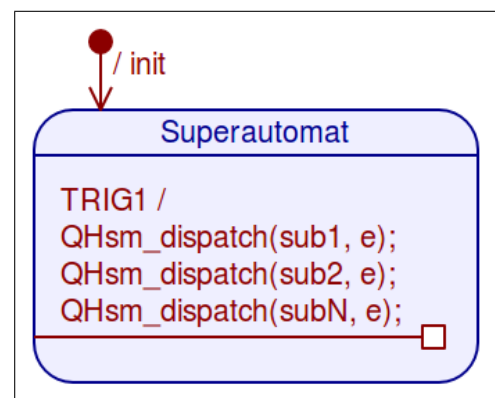 / init
Superautomat
TRIG1 /
QHsm_dispatch(sub1, e);
QHsm_dispatch(sub2, e);
QHsm_dispatch(subN, e);